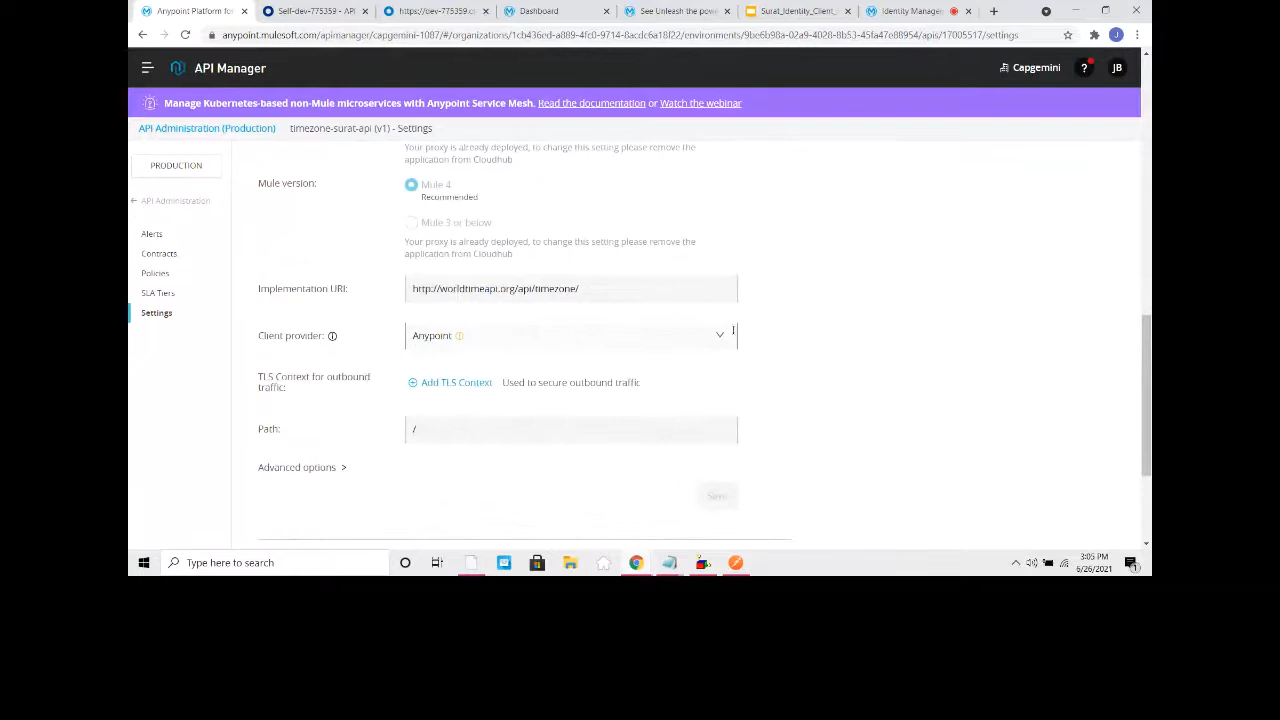 Anypoint Platform for
Self-dev-775359 - API
https://dev-775359.o
Dashboard
See Unleash the powe
Surat_Identity_Client_
Identity Manage
anypoint.mulesoft.com/apimanager/capgemini-1087/#/organizations/1cb436ed-a889-4fc0-9714-8acdc6a18f22/environments/9be6b98a-02a9-4028-8b53-45fa47e88954/apis/17005517/settings
J
API Manager
Capgemini
?
JB
Manage Kubernetes-based non-Mule microservices with Anypoint Service Mesh. Read the documentation or Watch the webinar
API Administration (Production)
timezone-surat-api (v1) - Settings
PRODUCTION
API Administration
Alerts
Contracts
Policies
SLA Tiers
Settings
Your proxy is already deployed, to change this setting please remove the
application from Cloudhub
Mule version:
Mule 4
Recommended
Mule 3 or below
Your proxy is already deployed, to change this setting please remove the
application from Cloudhub
Implementation URI:
http://worldtimeapi.org/api/timezone/
Client provider:
Anypoint
TLS Context for outbound
traffic:
Add TLS Context
Used to secure outbound traffic
Path:
/
Advanced options >
Save
Type here to search
3:05 PM
6/26/2021
1